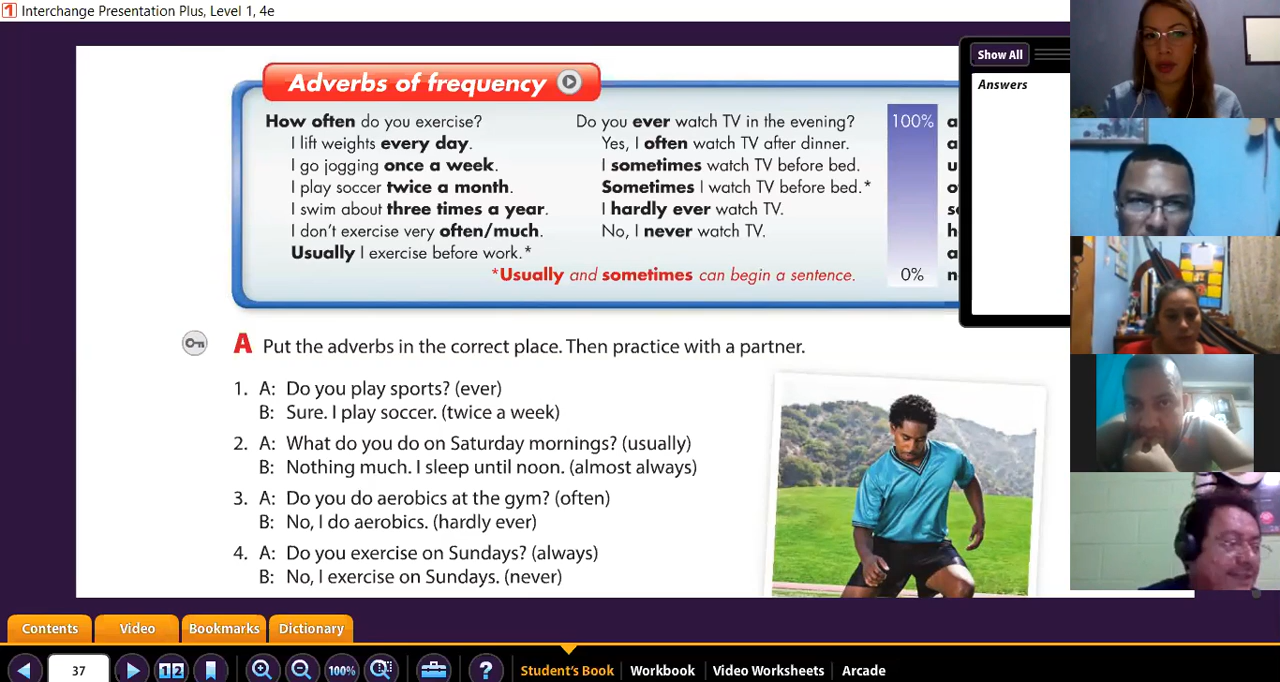 Interchange Presentation Plus, Level 1, 4e
Adverbs of frequency
How often do you exercise?
I lift weights every day.
I go jogging once a week.
I play soccer twice a month.
I swim about three times a year.
I don't exercise very often/much.
Usually I exercise before work.*
Do you ever watch TV in the evening?
Yes, I often watch TV after dinner.
I sometimes watch TV before bed.
Sometimes I watch TV before bed.*
I hardly ever watch TV.
No, I never watch TV.
*Usually and sometimes can begin a sentence.
100%
0%
Show All
Answers
A Put the adverbs in the correct place. Then practice with a partner.
1. A: Do you play sports? (ever)
B: Sure. I play soccer. (twice a week)
2. A: What do you do on Saturday mornings? (usually)
B: Nothing much. I sleep until noon. (almost always)
3. A: Do you do aerobics at the gym? (often)
B: No, I do aerobics. (hardly ever)
4. A: Do you exercise on Sundays? (always)
B: No, I exercise on Sundays. (never)
Contents Video Bookmarks Dictionary
37 1 2 100% ? Student's Book Workbook Video Worksheets Arcade